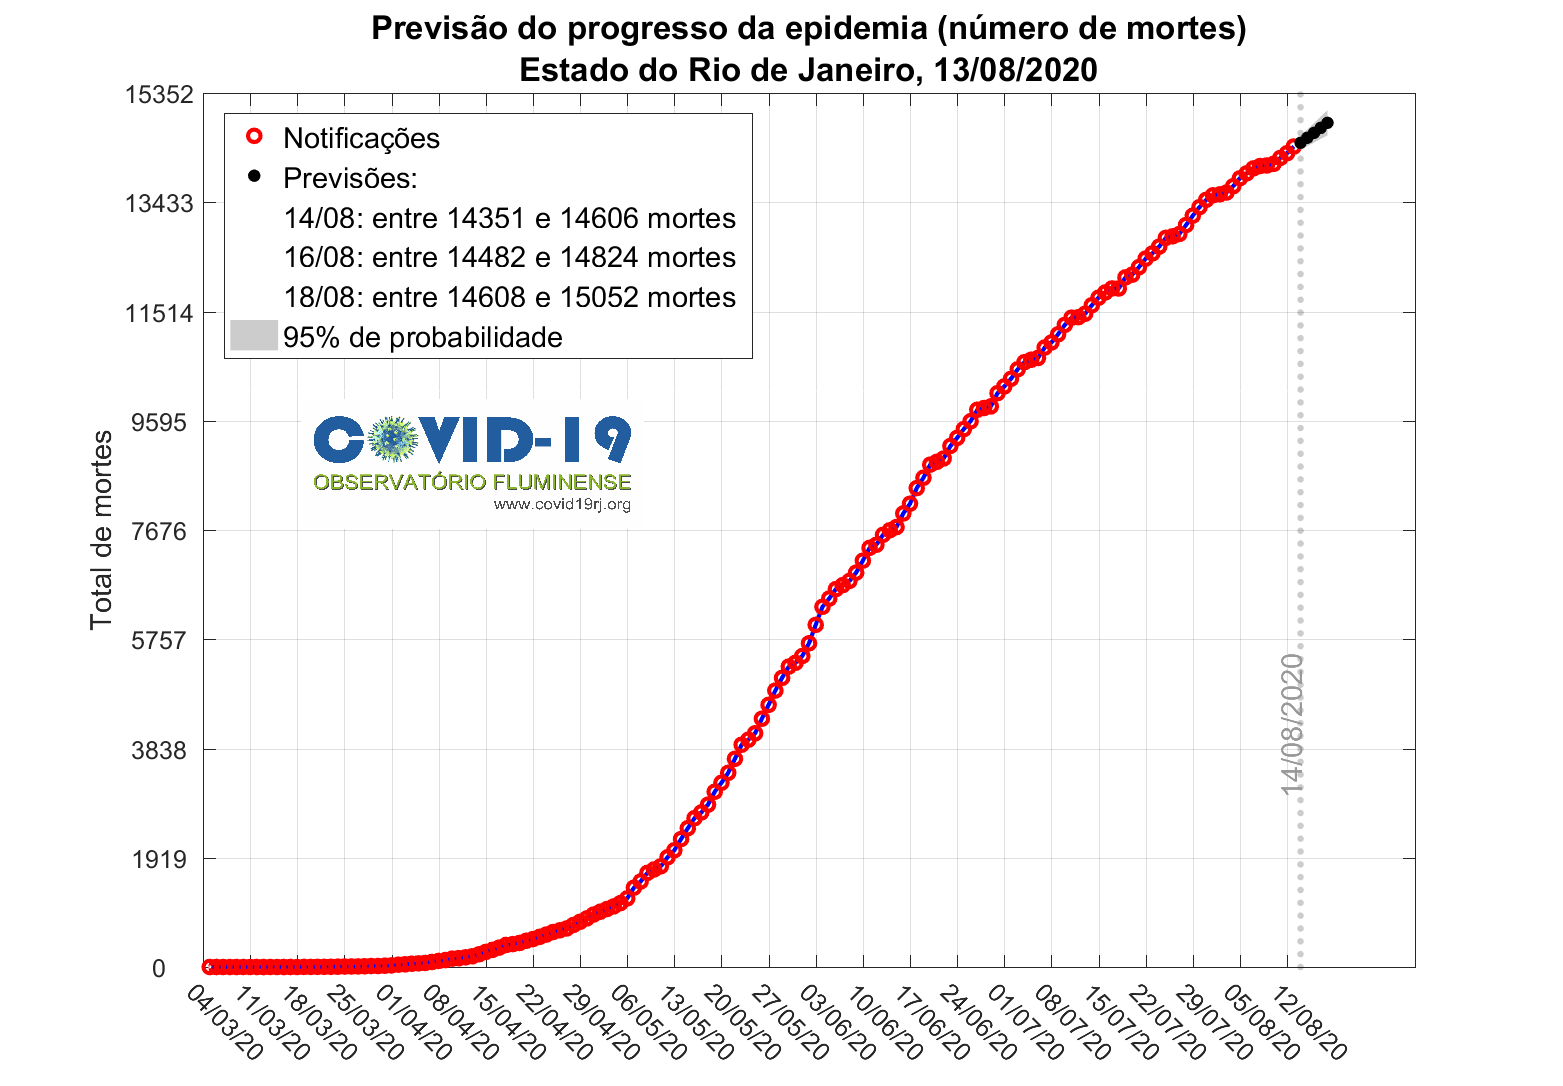 Previsão do progresso da epidemia (número de mortes)
Estado do Rio de Janeiro, 13/08/2020
Notificações
Previsões:
14/08: entre 14351 e 14606 mortes
16/08: entre 14482 e 14824 mortes
18/08: entre 14608 e 15052 mortes
95% de probabilidade
COVID-19
OBSERVATÓRIO FLUMINENSE
www.covid19rj.org
Total de mortes
15352
13433
11514
9595
7676
5757
3838
1919
0
14/08/2020
04/03/20
11/03/20
18/03/20
25/03/20
01/04/20
08/04/20
15/04/20
22/04/20
29/04/20
06/05/20
13/05/20
20/05/20
27/05/20
03/06/20
10/06/20
17/06/20
24/06/20
01/07/20
08/07/20
15/07/20
22/07/20
29/07/20
05/08/20
12/08/20